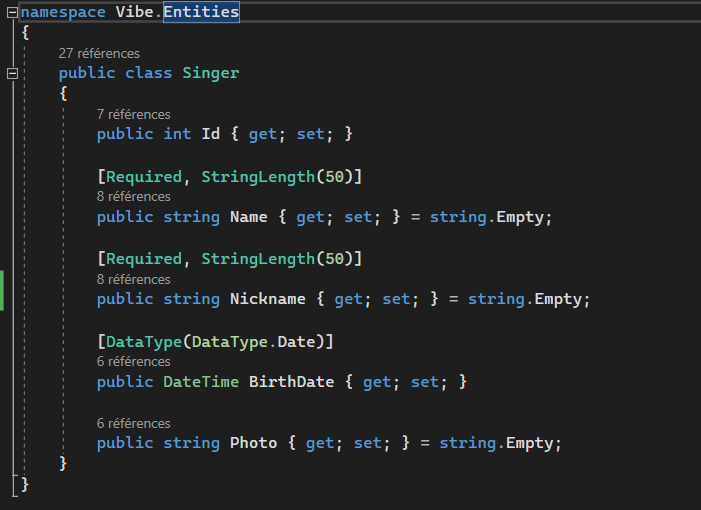 namespace Vibe.Entities
{
27 références
public class Singer
{
7 références
public int Id { get; set; }
[Required, StringLength(50)]
8 références
public string Name { get; set; } = string.Empty;
[Required, StringLength(50)]
8 références
public string Nickname { get; set; } = string.Empty;
[DataType(DataType.Date)]
6 références
public DateTime BirthDate { get; set; }
6 références
public string Photo { get; set; } = string.Empty;
}
}